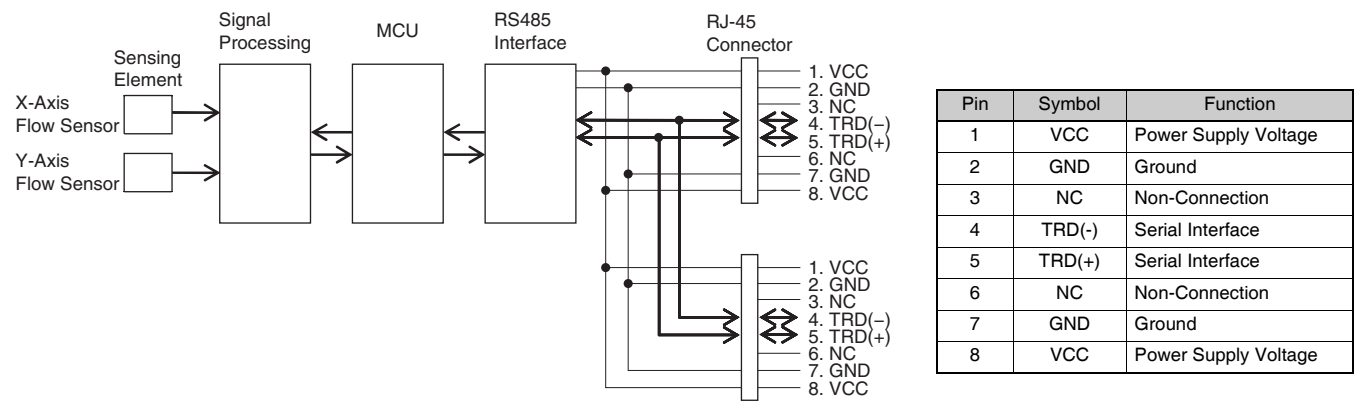 Signal
Processing
MCU
RS485
Interface
RJ-45
Connector
Sensing
Element
X-Axis
Flow Sensor
Y-Axis
Flow Sensor
1. VCC
2. GND
3. NC
4. TRD(−)
5. TRD(+)
6. NC
7. GND
8. VCC
1. VCC
2. GND
3. NC
4. TRD(−)
5. TRD(+)
6. NC
7. GND
8. VCC
Pin Symbol Function
1 VCC Power Supply Voltage
2 GND Ground
3 NC Non-Connection
4 TRD(-) Serial Interface
5 TRD(+) Serial Interface
6 NC Non-Connection
7 GND Ground
8 VCC Power Supply Voltage